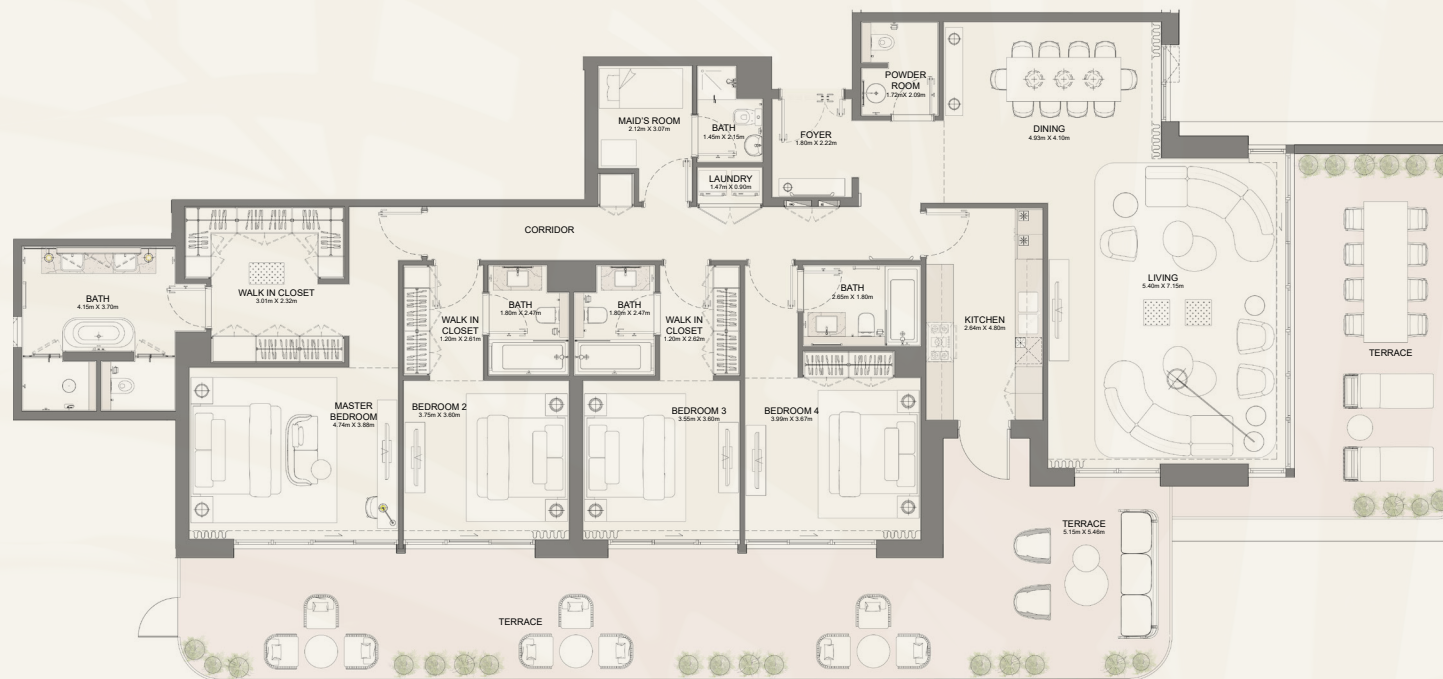 POWDER
ROOM
1.72mX 2.09m
DINING
4.93m X 4.10m
MAID'S ROOM
2.12m X 3.07m
BATH
1.45m X 2.15m
FOYER
1.80m X 2.22m
LAUNDRY
1.47m X 0.90m
CORRIDOR
BATH
4.15m X 3.70m
WALK IN CLOSET
3.01m X 2.32m
WALK IN
CLOSET
1.20m X 2.61m
BATH
1.80m X 2.47m
BATH
1.80m X 2.47m
WALK IN
CLOSET
1.20m X 2.62m
BATH
2.65m X 1.80m
KITCHEN
2.64m X 4.80m
LIVING
5.40m X 7.15m
TERRACE
MASTER
BEDROOM
4.74m X 3.88m
BEDROOM 2
3.75m X 3.60m
BEDROOM 3
3.55m X 3.60m
BEDROOM 4
3.99m X 3.67m
TERRACE
5.15m X 5.46m
TERRACE